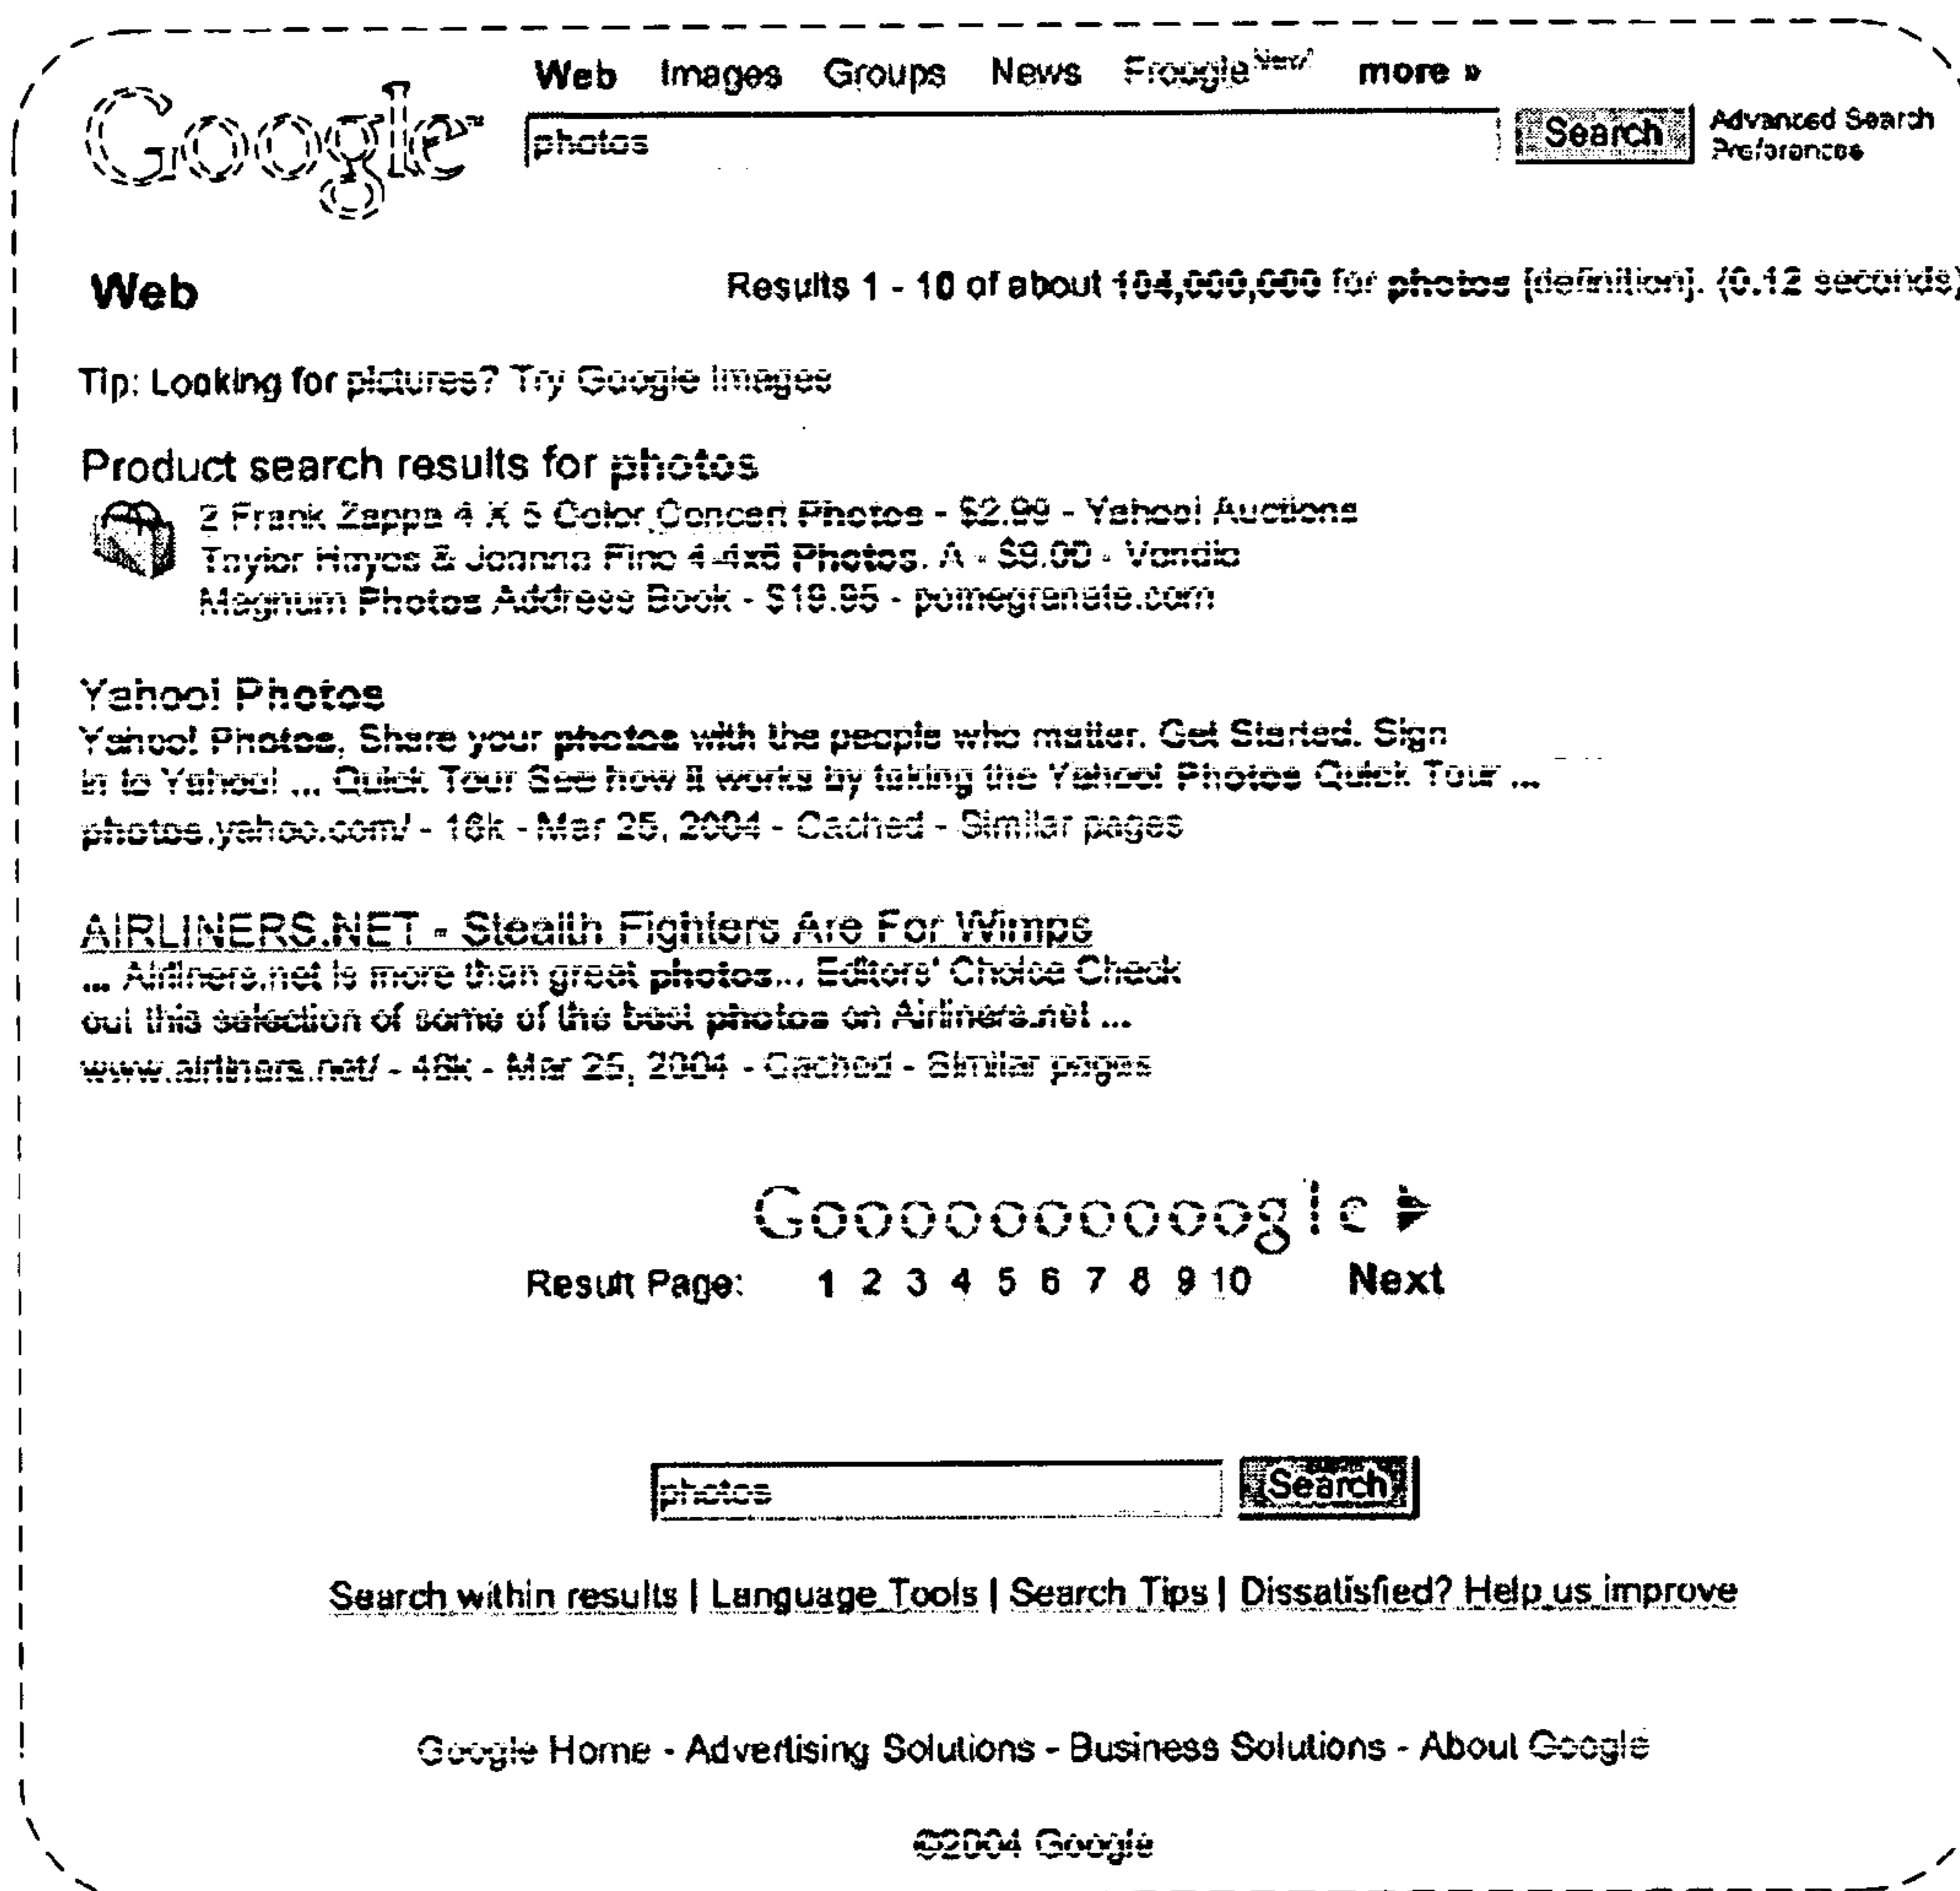 Web Images Groups News Froogle New! more »
Google™ photos Search Advanced Search
Preferences
Web Results 1 - 10 of about 104,000,000 for photos [definition]. (0.12 seconds)
Tip: Looking for pictures? Try Google Images
Product search results for photos
2 Frank Zappa 4 X 5 Color Concert Photos - $2.99 - Yahoo! Auctions
Taylor Hayes & Joanna Fine 4-4x6 Photos. A - $9.00 - Vendio
Magnum Photos Address Book - $19.95 - pomegranate.com
Yahoo! Photos
Yahoo! Photos, Share your photos with the people who matter. Get Started. Sign
in to Yahoo! ... Quick Tour See how it works by taking the Yahoo! Photos Quick Tour ...
photos.yahoo.com/ - 16k - Mar 25, 2004 - Cached - Similar pages
AIRLINERS.NET - Stealth Fighters Are For Wimps
... Airliners.net is more than great photos... Editors' Choice Check
out this selection of some of the best photos on Airliners.net ...
www.airliners.net/ - 48k - Mar 25, 2004 - Cached - Similar pages
Gooooooooooogle
Result Page: 1 2 3 4 5 6 7 8 9 10 Next
photos Search
Search within results | Language Tools | Search Tips | Dissatisfied? Help us improve
Google Home - Advertising Solutions - Business Solutions - About Google
©2004 Google